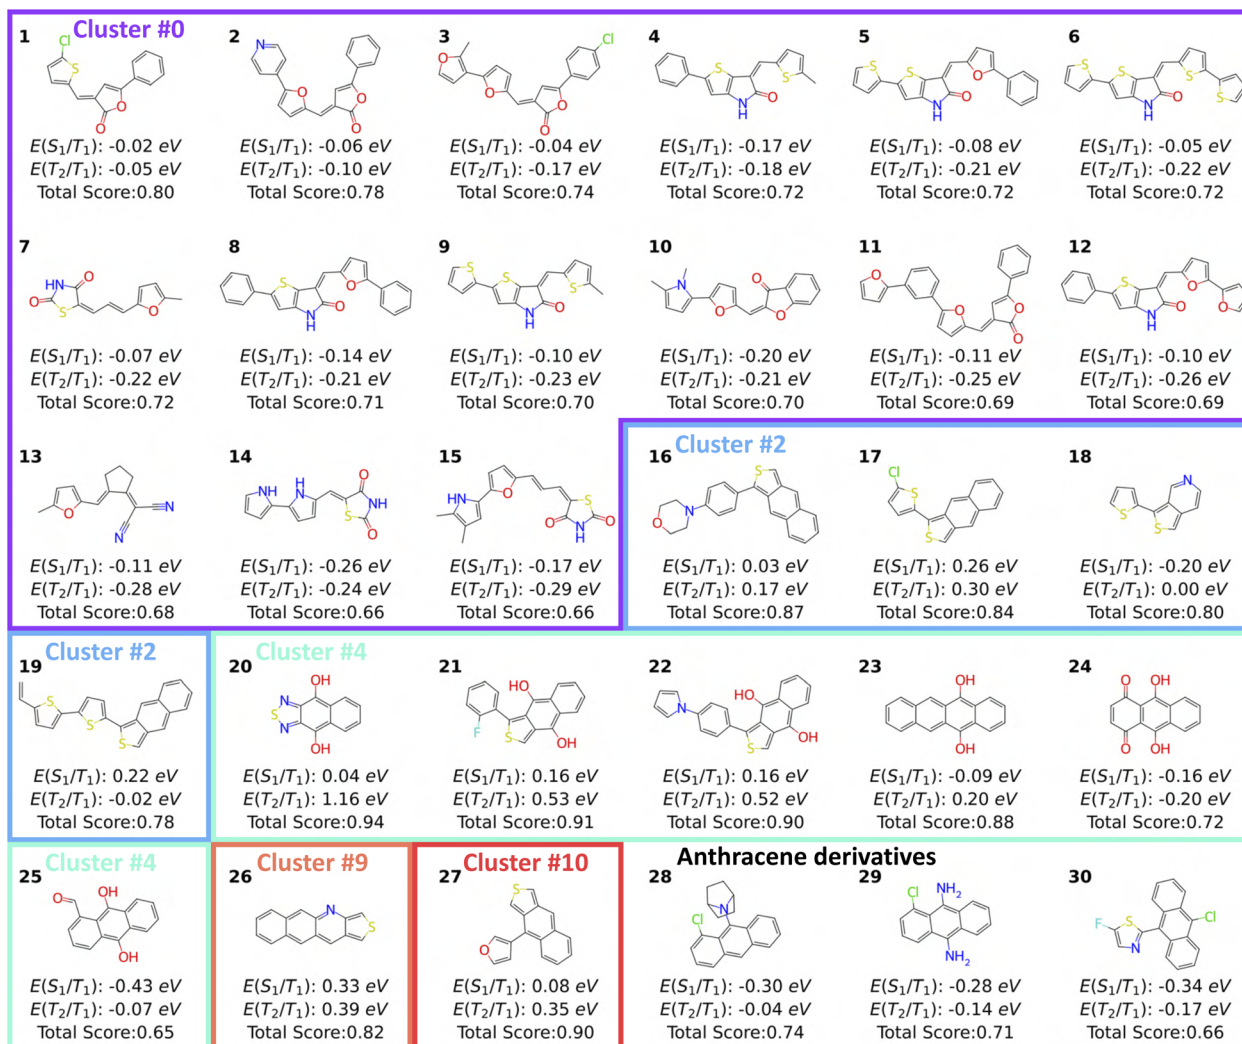 Cluster #0
1
Cl
S
O
O
E(S₁/T₁): -0.02 eV
E(T₂/T₁): -0.05 eV
Total Score:0.80
2
N
O
O
O
E(S₁/T₁): -0.06 eV
E(T₂/T₁): -0.10 eV
Total Score:0.78
3
O
O
Cl
O
O
E(S₁/T₁): -0.04 eV
E(T₂/T₁): -0.17 eV
Total Score:0.74
4
S
S
O
N
H
E(S₁/T₁): -0.17 eV
E(T₂/T₁): -0.18 eV
Total Score:0.72
5
S
S
O
O
N
H
E(S₁/T₁): -0.08 eV
E(T₂/T₁): -0.21 eV
Total Score:0.72
6
S
S
S
S
O
N
H
E(S₁/T₁): -0.05 eV
E(T₂/T₁): -0.22 eV
Total Score:0.72
7
HN
O
O
S
O
E(S₁/T₁): -0.07 eV
E(T₂/T₁): -0.22 eV
Total Score:0.72
8
S
O
O
N
H
E(S₁/T₁): -0.14 eV
E(T₂/T₁): -0.21 eV
Total Score:0.71
9
S
S
S
O
N
H
E(S₁/T₁): -0.10 eV
E(T₂/T₁): -0.23 eV
Total Score:0.70
10
N
O
O
O
E(S₁/T₁): -0.20 eV
E(T₂/T₁): -0.21 eV
Total Score:0.70
11
O
O
O
O
E(S₁/T₁): -0.11 eV
E(T₂/T₁): -0.25 eV
Total Score:0.69
12
S
O
O
O
N
H
E(S₁/T₁): -0.10 eV
E(T₂/T₁): -0.26 eV
Total Score:0.69
13
O
N
N
E(S₁/T₁): -0.11 eV
E(T₂/T₁): -0.28 eV
Total Score:0.68
14
NH
H
N
O
NH
S
O
E(S₁/T₁): -0.26 eV
E(T₂/T₁): -0.24 eV
Total Score:0.66
15
HN
O
S
O
N
H
O
E(S₁/T₁): -0.17 eV
E(T₂/T₁): -0.29 eV
Total Score:0.66
Cluster #2
16
S
N
O
E(S₁/T₁): 0.03 eV
E(T₂/T₁): 0.17 eV
Total Score:0.87
17
Cl
S
S
E(S₁/T₁): 0.26 eV
E(T₂/T₁): 0.30 eV
Total Score:0.84
18
N
S
S
E(S₁/T₁): -0.20 eV
E(T₂/T₁): 0.00 eV
Total Score:0.80
Cluster #2
19
S
S
S
E(S₁/T₁): 0.22 eV
E(T₂/T₁): -0.02 eV
Total Score:0.78
Cluster #4
20
OH
N
S
N
OH
E(S₁/T₁): 0.04 eV
E(T₂/T₁): 1.16 eV
Total Score:0.94
21
HO
F
S
OH
E(S₁/T₁): 0.16 eV
E(T₂/T₁): 0.53 eV
Total Score:0.91
22
HO
N
S
OH
E(S₁/T₁): 0.16 eV
E(T₂/T₁): 0.52 eV
Total Score:0.90
23
OH
OH
E(S₁/T₁): -0.09 eV
E(T₂/T₁): 0.20 eV
Total Score:0.88
24
O
OH
O
OH
E(S₁/T₁): -0.16 eV
E(T₂/T₁): -0.20 eV
Total Score:0.72
Cluster #4
25
O
OH
OH
E(S₁/T₁): -0.43 eV
E(T₂/T₁): -0.07 eV
Total Score:0.65
Cluster #9
26
N
S
E(S₁/T₁): 0.33 eV
E(T₂/T₁): 0.39 eV
Total Score:0.82
Cluster #10
27
S
O
E(S₁/T₁): 0.08 eV
E(T₂/T₁): 0.35 eV
Total Score:0.90
Anthracene derivatives
28
N
Cl
E(S₁/T₁): -0.30 eV
E(T₂/T₁): -0.04 eV
Total Score:0.74
29
Cl
NH₂
NH₂
E(S₁/T₁): -0.28 eV
E(T₂/T₁): -0.14 eV
Total Score:0.71
30
F
S
N
Cl
E(S₁/T₁): -0.34 eV
E(T₂/T₁): -0.17 eV
Total Score:0.66